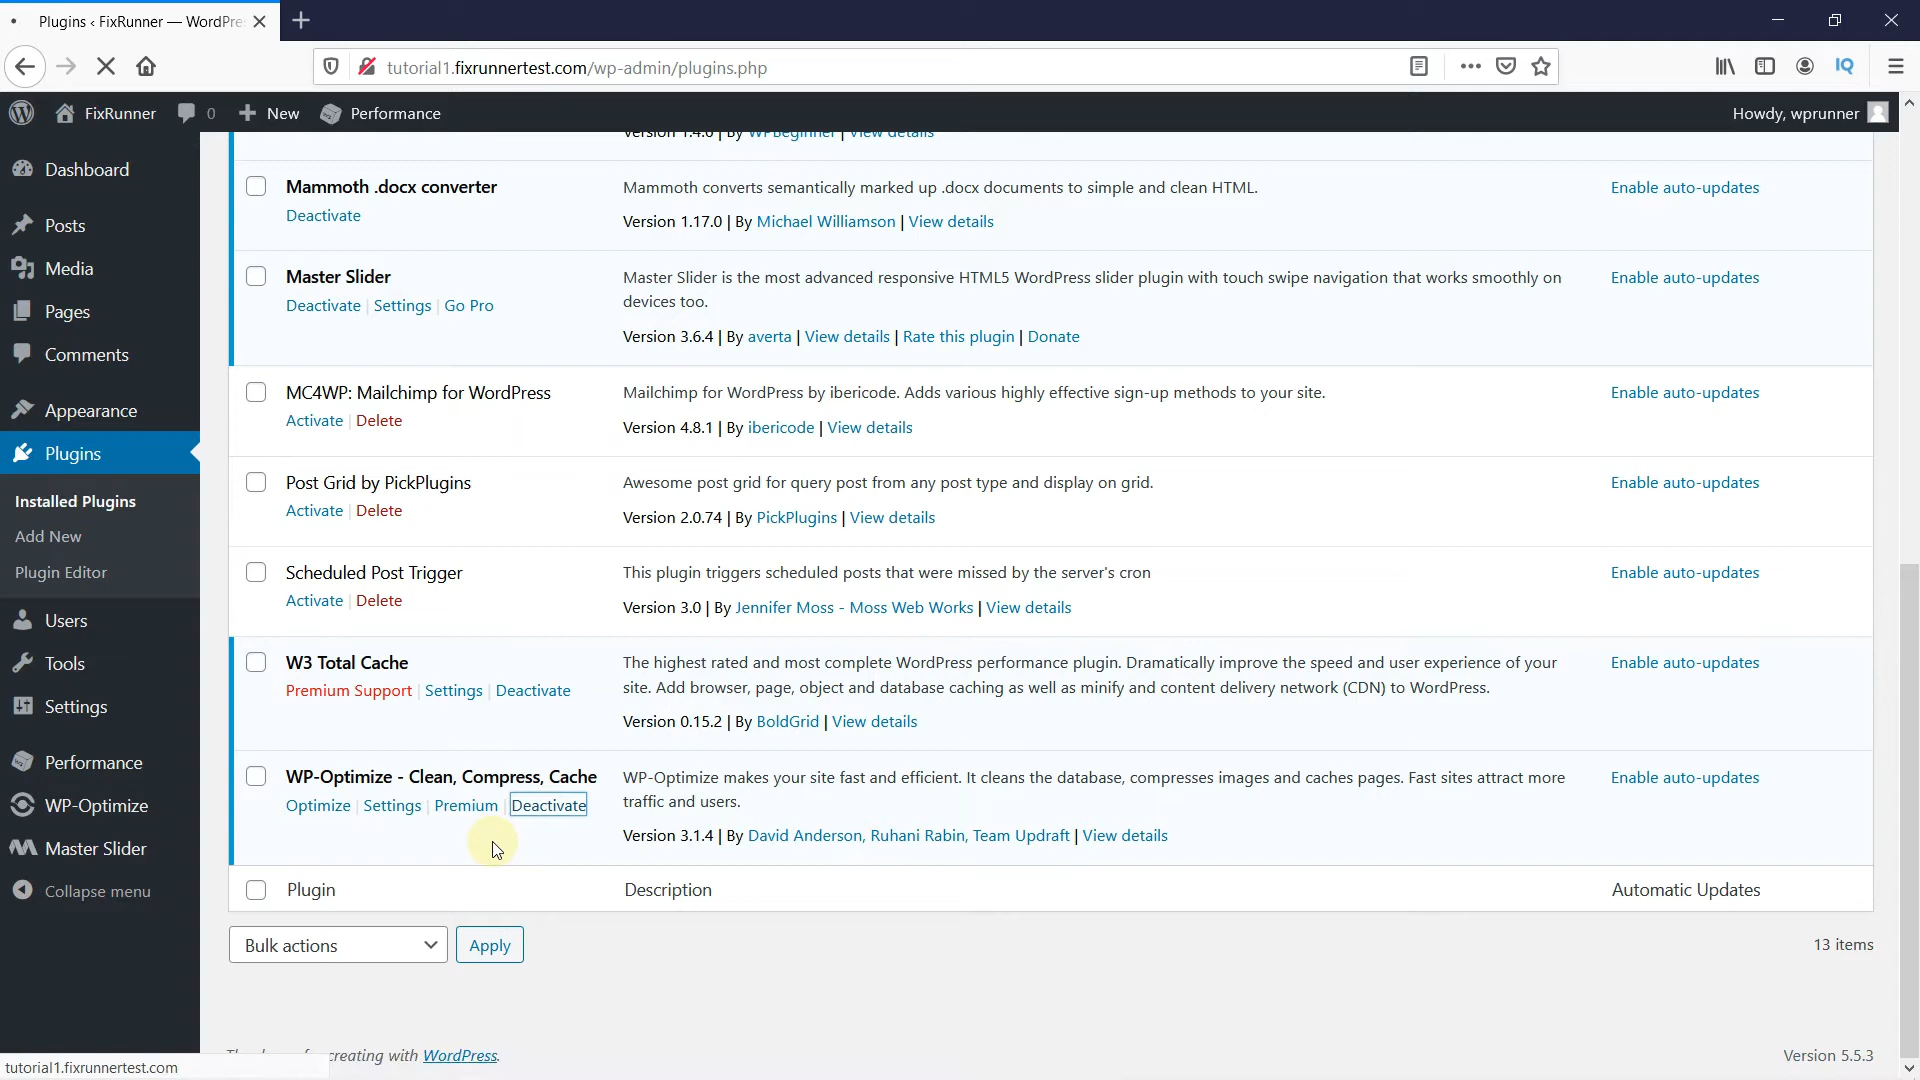 Plugins ‹ FixRunner — WordPre
tutorial1.fixrunnertest.com/wp-admin/plugins.php
IQ
FixRunner 0 New Performance Howdy, wprunner
Dashboard
Posts
Media
Pages
Comments
Appearance
Plugins
Installed Plugins
Add New
Plugin Editor
Users
Tools
Settings
Performance
WP-Optimize
Master Slider
Collapse menu
Version 1.4.6 | By WPBeginner | View details
Mammoth .docx converter
Deactivate
Mammoth converts semantically marked up .docx documents to simple and clean HTML.
Version 1.17.0 | By Michael Williamson | View details
Enable auto-updates
Master Slider
Deactivate | Settings | Go Pro
Master Slider is the most advanced responsive HTML5 WordPress slider plugin with touch swipe navigation that works smoothly on
devices too.
Version 3.6.4 | By averta | View details | Rate this plugin | Donate
Enable auto-updates
MC4WP: Mailchimp for WordPress
Activate | Delete
Mailchimp for WordPress by ibericode. Adds various highly effective sign-up methods to your site.
Version 4.8.1 | By ibericode | View details
Enable auto-updates
Post Grid by PickPlugins
Activate | Delete
Awesome post grid for query post from any post type and display on grid.
Version 2.0.74 | By PickPlugins | View details
Enable auto-updates
Scheduled Post Trigger
Activate | Delete
This plugin triggers scheduled posts that were missed by the server's cron
Version 3.0 | By Jennifer Moss - Moss Web Works | View details
Enable auto-updates
W3 Total Cache
Premium Support | Settings | Deactivate
The highest rated and most complete WordPress performance plugin. Dramatically improve the speed and user experience of your
site. Add browser, page, object and database caching as well as minify and content delivery network (CDN) to WordPress.
Version 0.15.2 | By BoldGrid | View details
Enable auto-updates
WP-Optimize - Clean, Compress, Cache
Optimize | Settings | Premium | Deactivate
WP-Optimize makes your site fast and efficient. It cleans the database, compresses images and caches pages. Fast sites attract more
traffic and users.
Version 3.1.4 | By David Anderson, Ruhani Rabin, Team Updraft | View details
Enable auto-updates
Plugin Description Automatic Updates
Bulk actions Apply 13 items
creating with WordPress.
Version 5.5.3
tutorial1.fixrunnertest.com